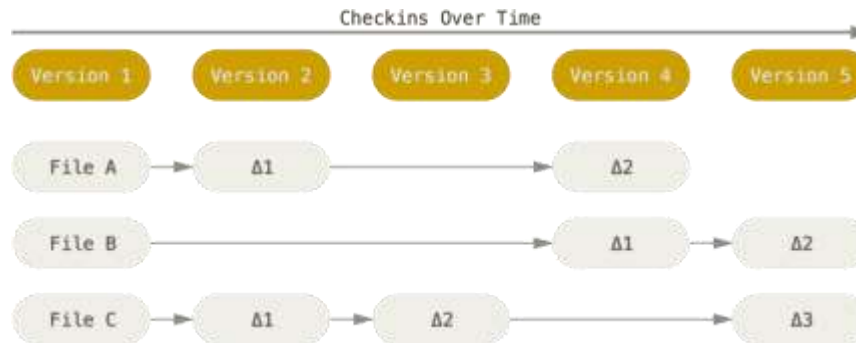 Checkins Over Time
Version 1 Version 2 Version 3 Version 4 Version 5
File A Δ1 Δ2
File B Δ1 Δ2
File C Δ1 Δ2 Δ3